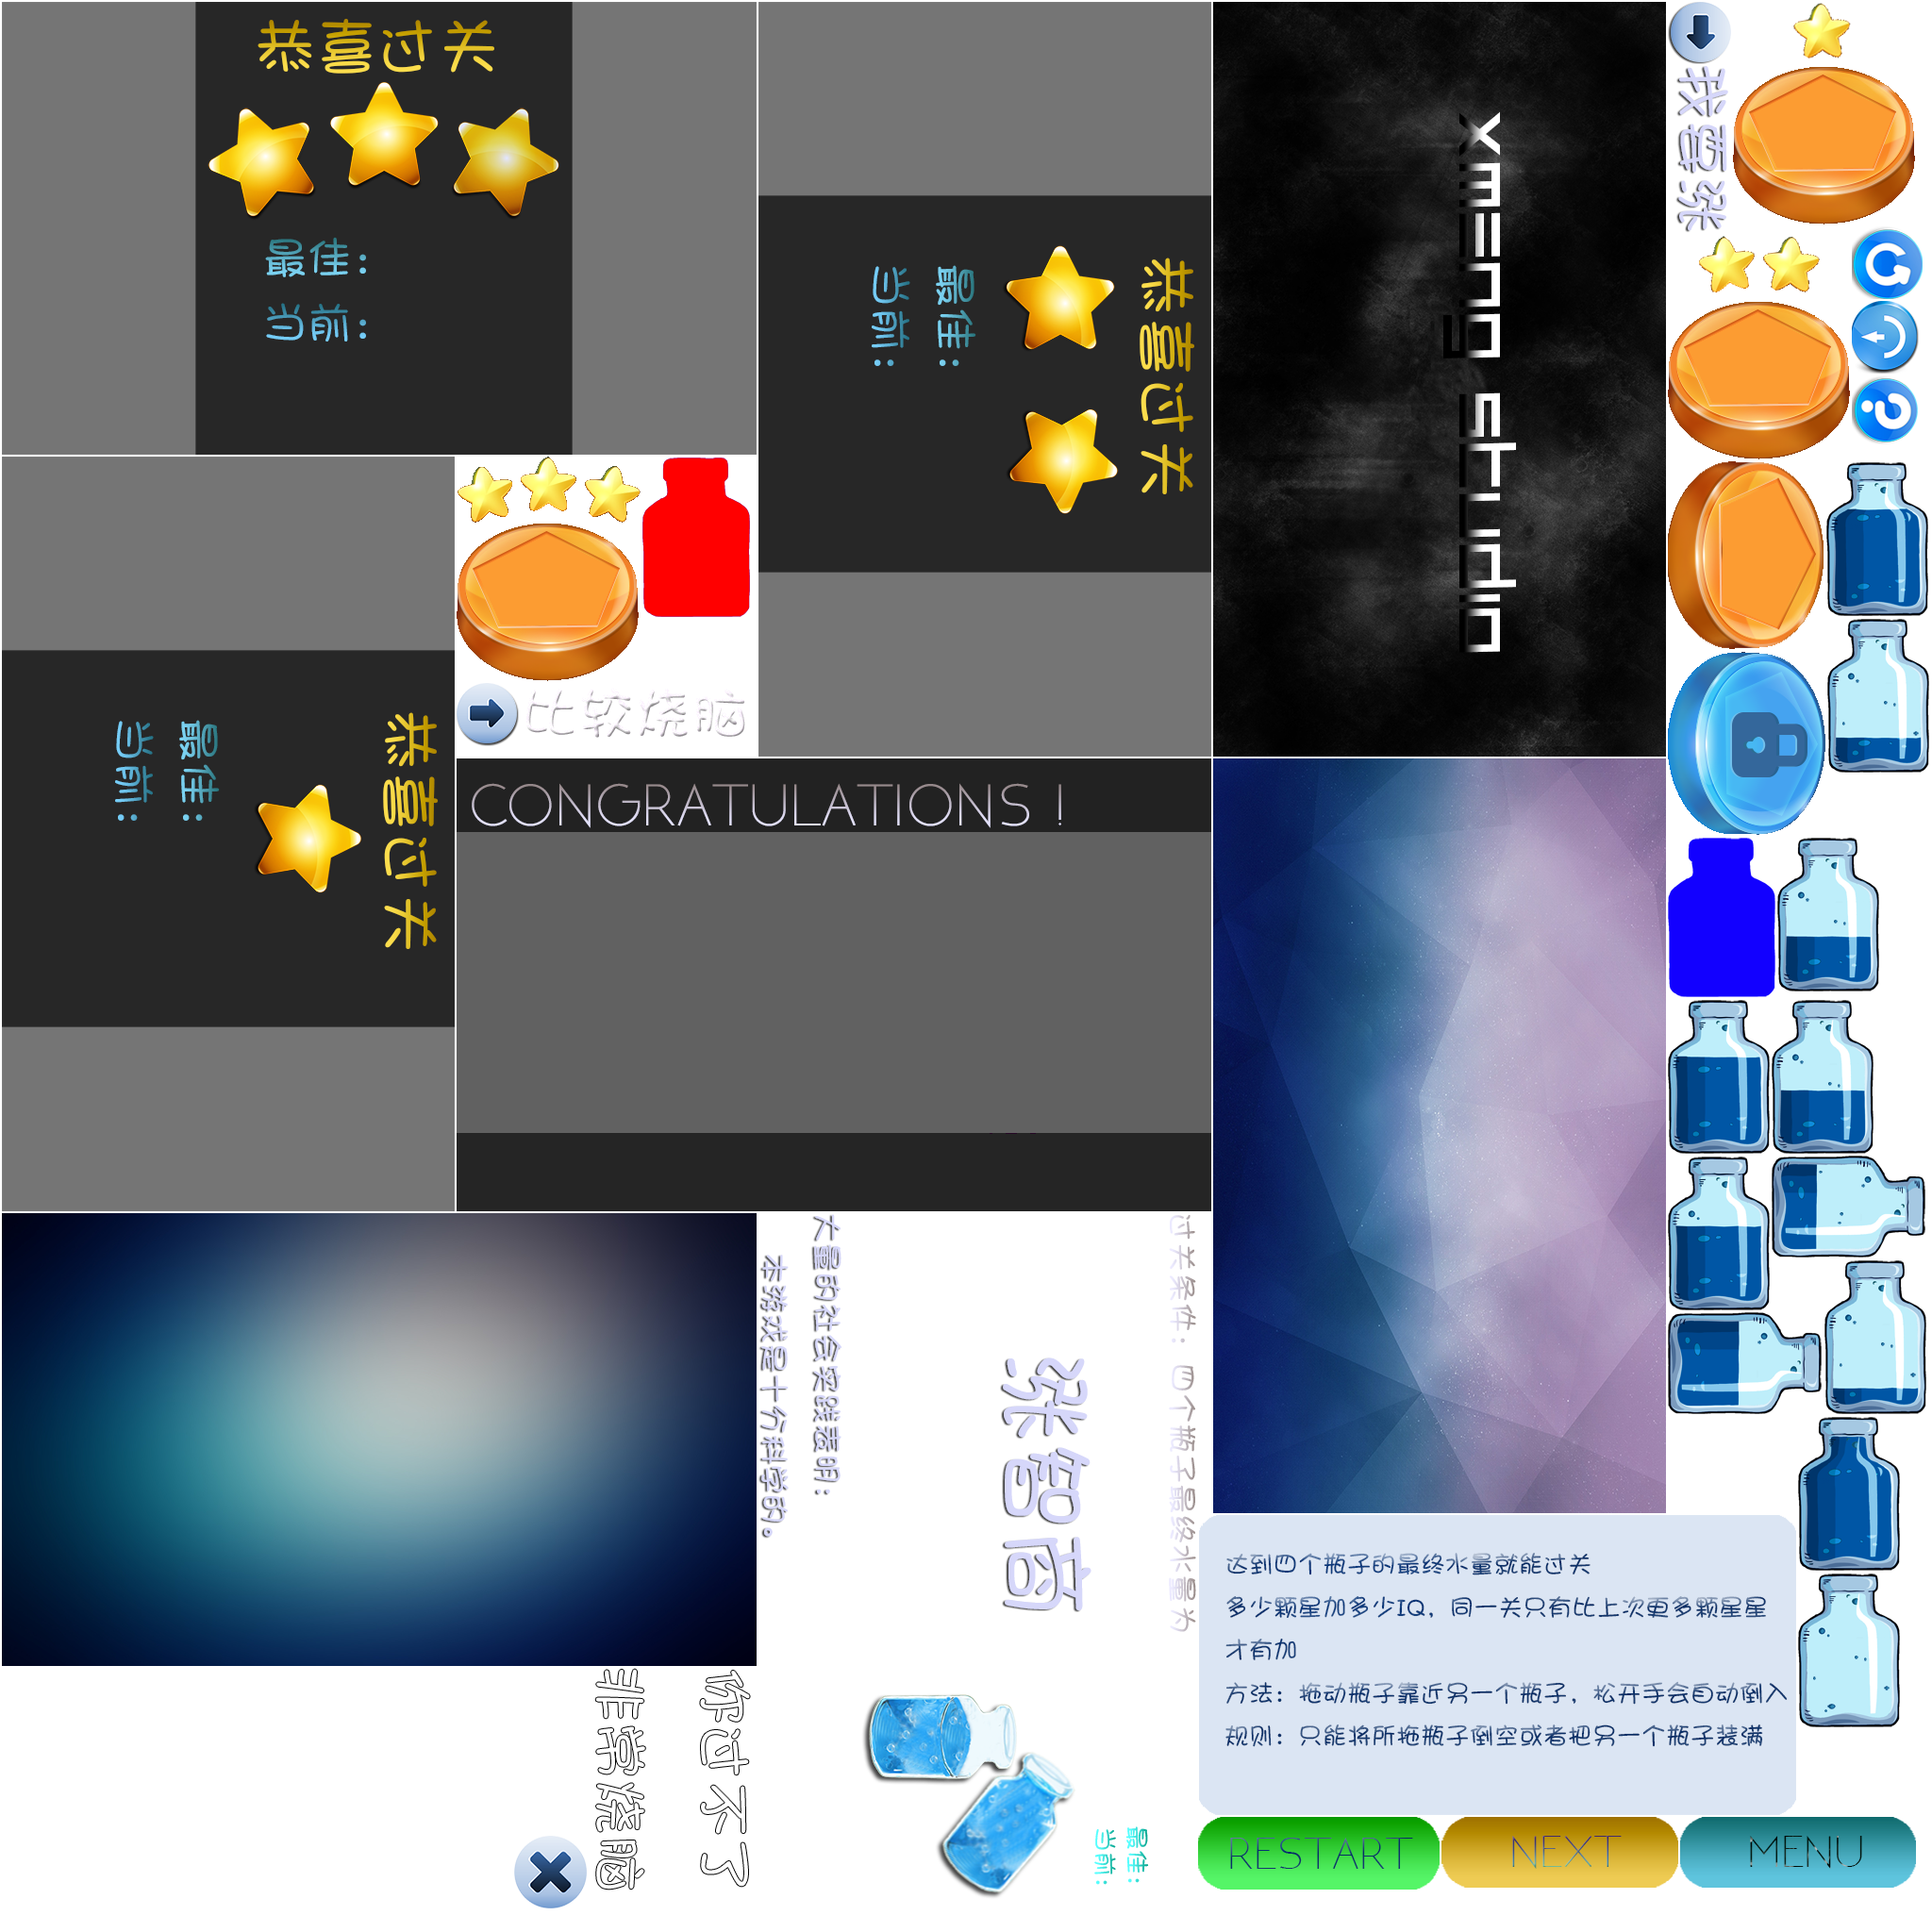 恭喜过关
最佳：
当前：
恭喜过关
最佳：
当前：
xmeng studio
我要涨
恭喜过关
最佳：
当前：
比较烧脑
CONGRATULATIONS !
大量的社会实践表明：
本游戏是十分科学的。
涨智商
过关条件：四个瓶子最终水量为
达到四个瓶子的最终水量就能过关
多少颗星加多少IQ，同一关只有比上次更多颗星星
才有加
方法：拖动瓶子靠近另一个瓶子，松开手会自动倒入
规则：只能将所拖瓶子倒空或者把另一个瓶子装满
你过不了
非常烧脑
最佳：
当前：
RESTART
NEXT
MENU